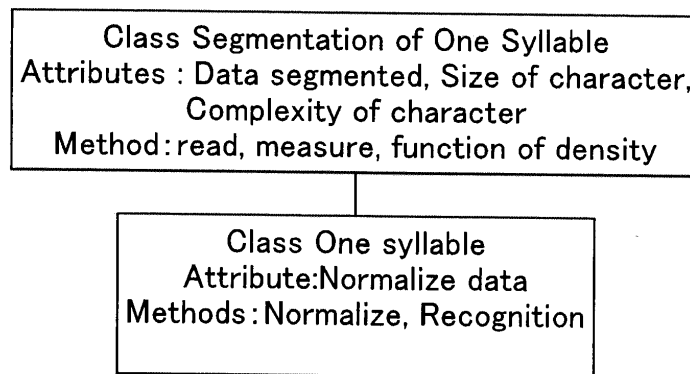 Class Segmentation of One Syllable
Attributes : Data segmented, Size of character,
Complexity of character
Method:read, measure, function of density
Class One syllable
Attribute:Normalize data
Methods:Normalize, Recognition